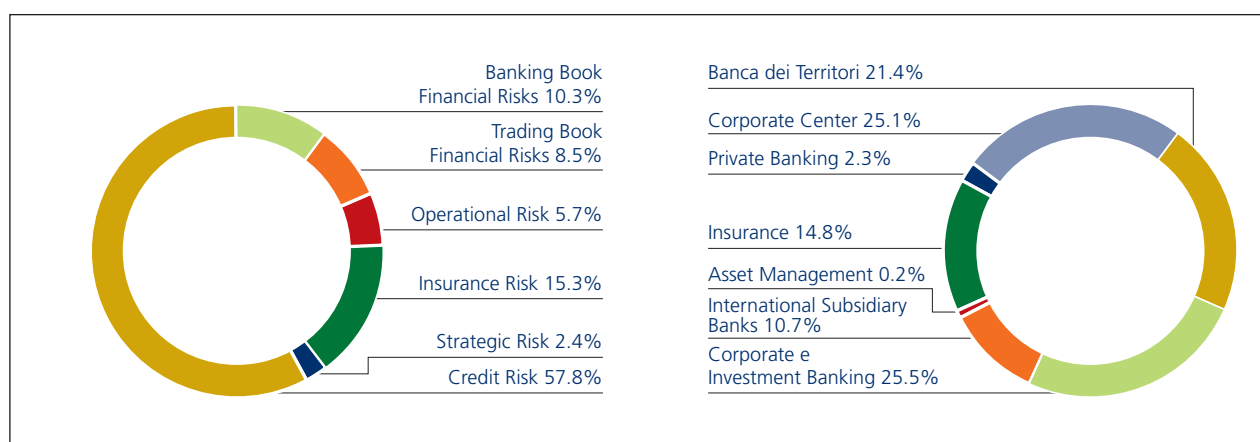 Banking Book
Financial Risks 10.3%
Trading Book
Financial Risks 8.5%
Operational Risk 5.7%
Insurance Risk 15.3%
Strategic Risk 2.4%
Credit Risk 57.8%
Banca dei Territori 21.4%
Corporate Center 25.1%
Private Banking 2.3%
Insurance 14.8%
Asset Management 0.2%
International Subsidiary
Banks 10.7%
Corporate e
Investment Banking 25.5%